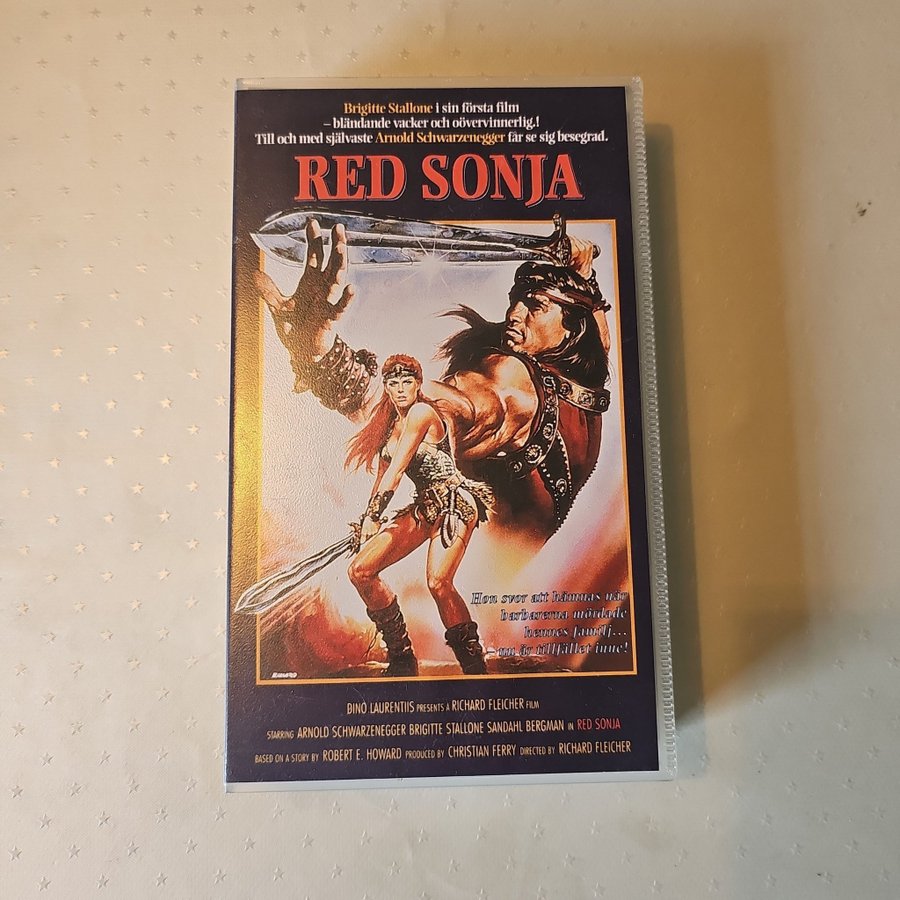 Brigitte Stallone i sin första film
– bländande vacker och oövervinnerlig.!
Till och med självaste Arnold Schwarzenegger får se sig besegrad.
RED SONJA
Hon svor att hämnas när
barbarerna mördade
hennes familj...
– nu är tillfället inne!
DINO LAURENTIIS PRESENTS A RICHARD FLEICHER FILM
STARRING ARNOLD SCHWARZENEGGER BRIGITTE STALLONE SANDAHL BERGMAN IN RED SONJA
BASED ON A STORY BY ROBERT E. HOWARD PRODUCED BY CHRISTIAN FERRY DIRECTED BY RICHARD FLEICHER